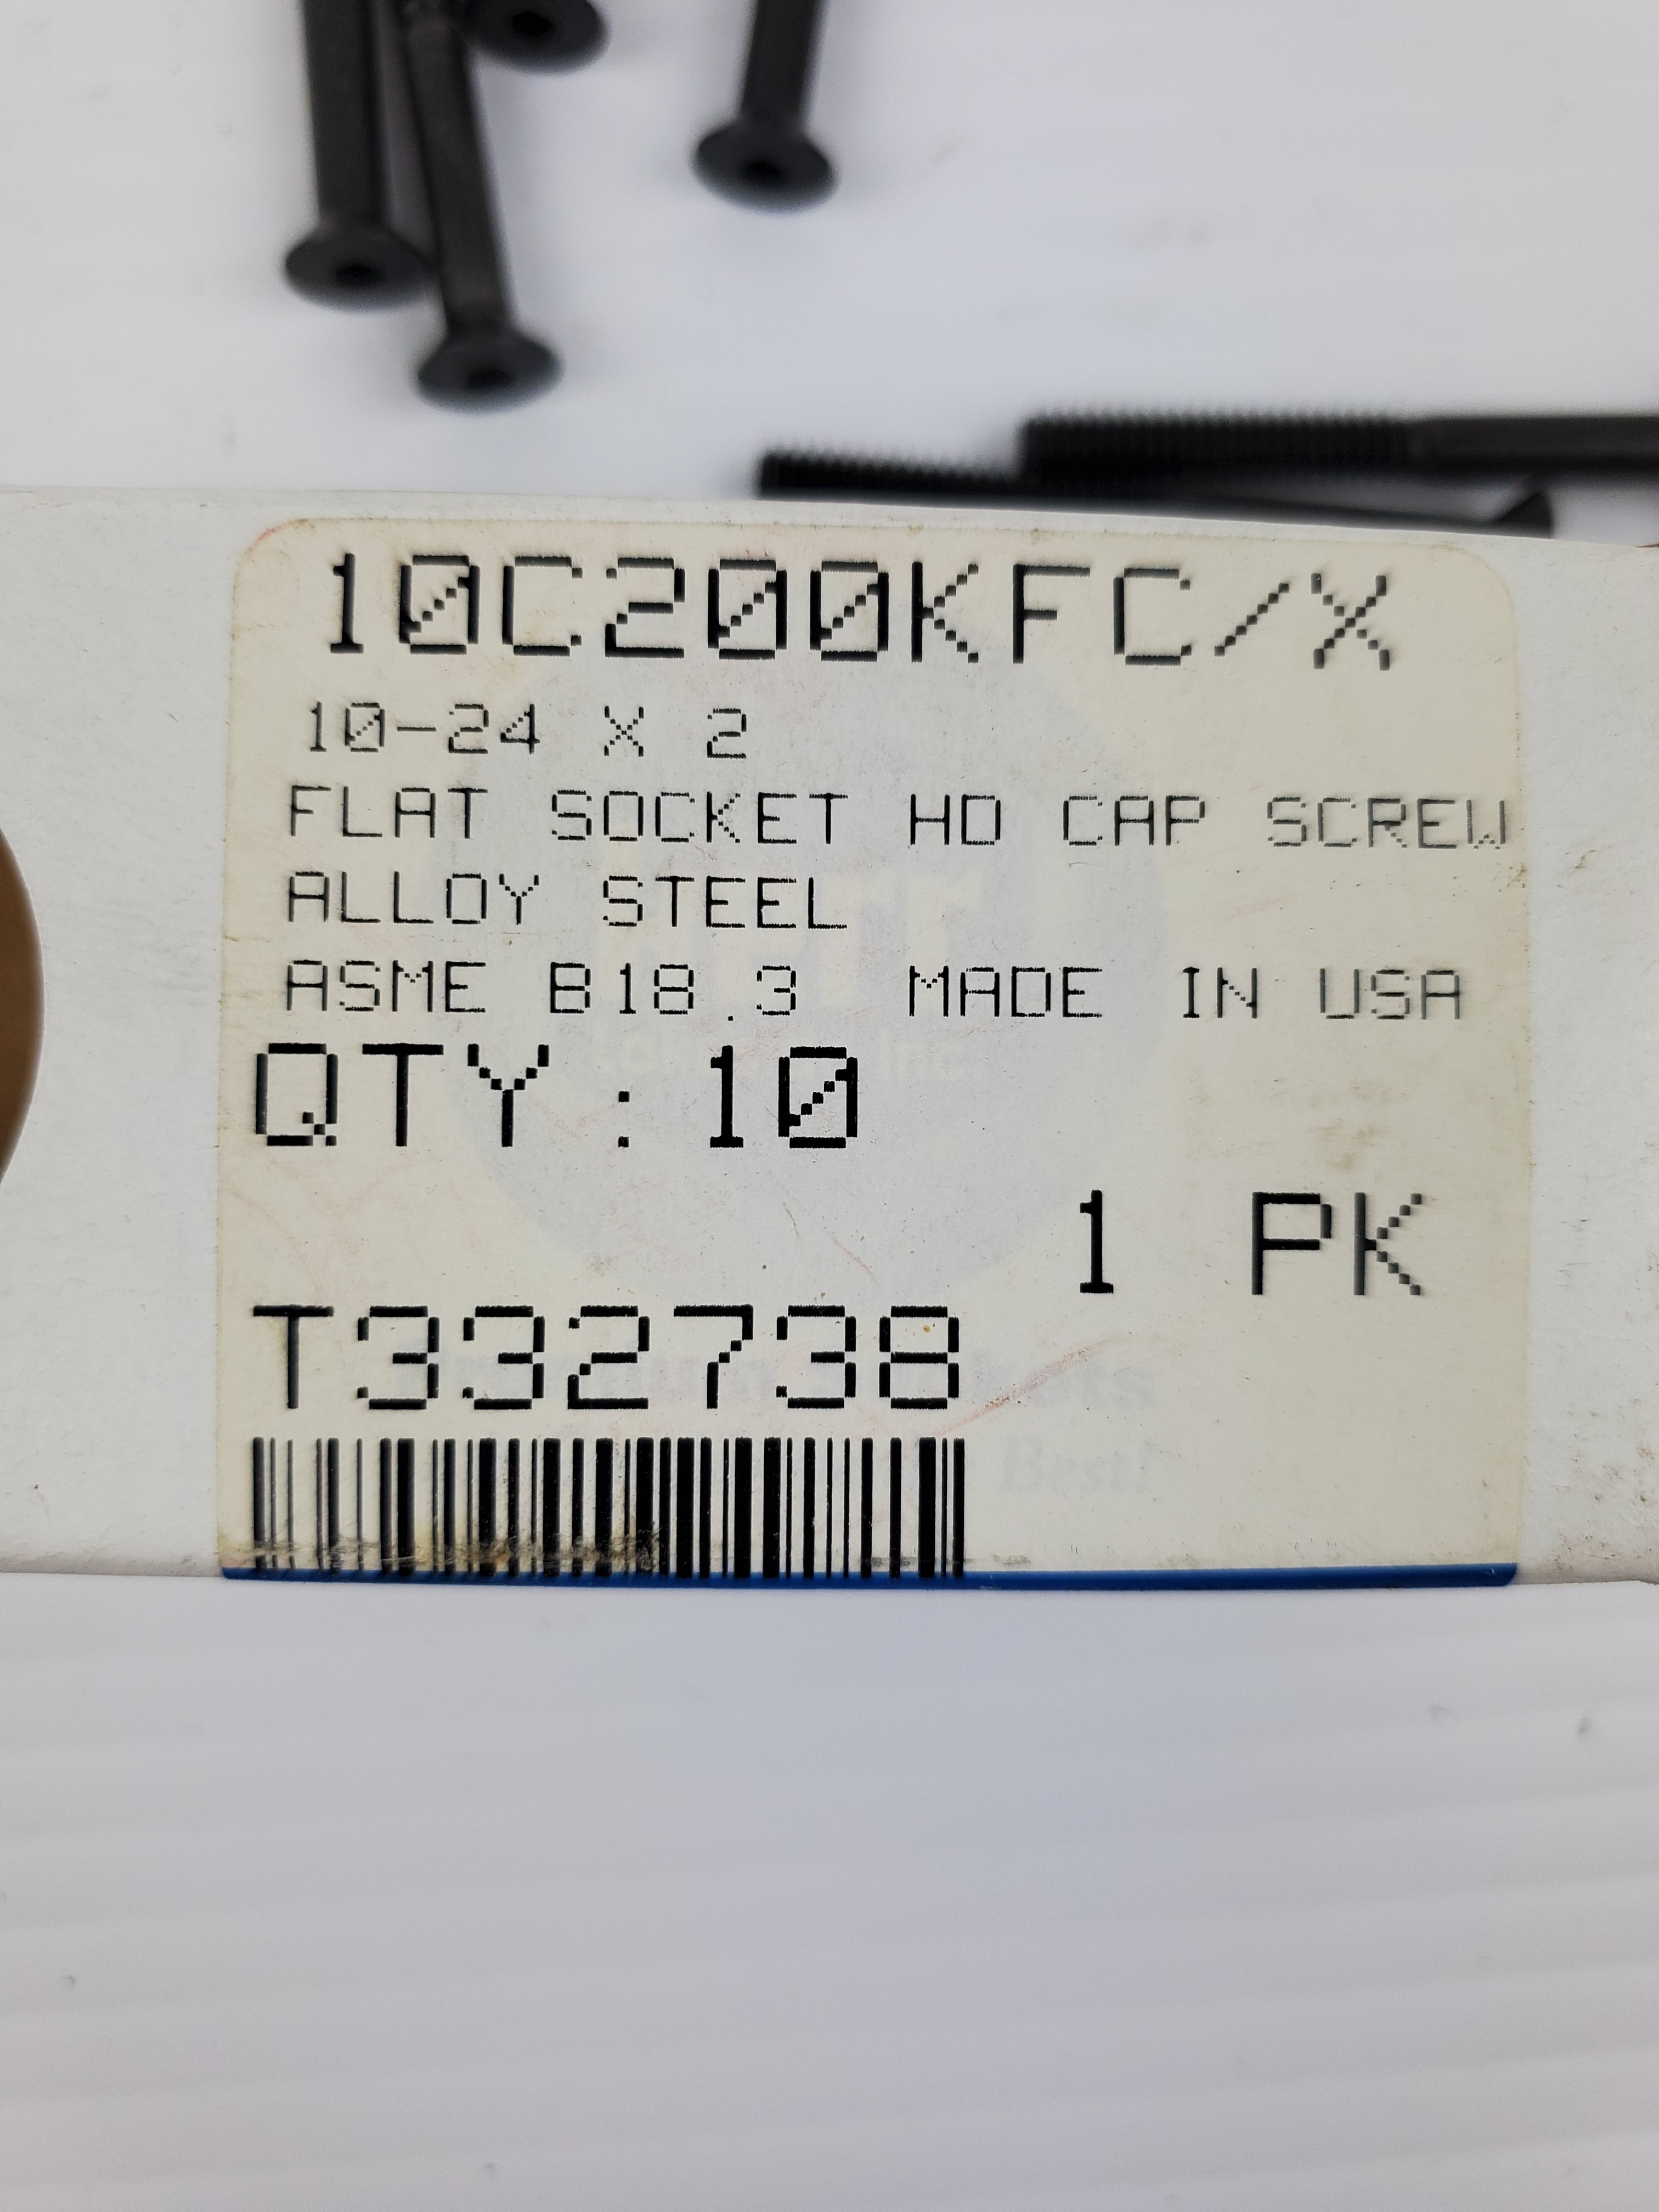 10C200KFC/X
10-24 X 2
FLAT SOCKET HD CAP SCREW
ALLOY STEEL
ASME B18.3 MADE IN USA
QTY:10
1 PK
T332738
Best!